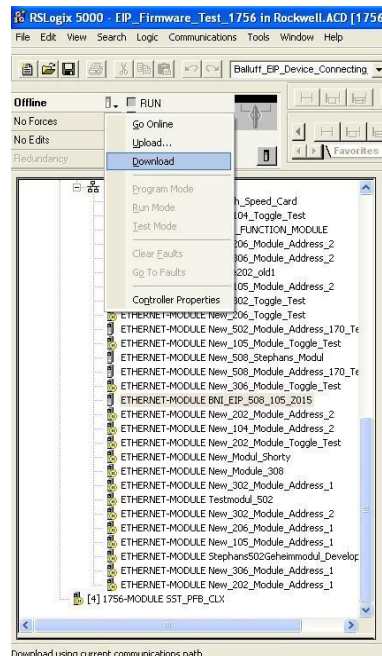 RSLogix 5000 - EIP_Firmware_Test_1756 in Rockwell.ACD [1756
File Edit View Search Logic Communications Tools Window Help
Balluff_EIP_Device_Connecting,
Offline
RUN
No Forces
No Edits
Redundancy
Favorites
Go Online
Upload...
Download
Program Mode
Run Mode
Test Mode
Clear Faults
Go To Faults
Controller Properties
h_Speed_Card
104_Toggle_Test
_FUNCTION_MODULE
206_Module_Address_2
306_Module_Address_2
e202_old1
105_Module_Address_2
302_Toggle_Test
ETHERNET-MODULE New_206_Toggle_Test
ETHERNET-MODULE New_502_Module_Address_170_Te
ETHERNET-MODULE New_105_Module_Toggle_Test
ETHERNET-MODULE New_508_Stephans_Modul
ETHERNET-MODULE New_508_Module_Address_170_Te
ETHERNET-MODULE New_306_Module_Toggle_Test
ETHERNET-MODULE BNI_EIP_508_105_Z015
ETHERNET-MODULE New_202_Module_Address_2
ETHERNET-MODULE New_104_Module_Address_2
ETHERNET-MODULE New_202_Module_Toggle_Test
ETHERNET-MODULE New_Modul_Shorty
ETHERNET-MODULE New_Module_308
ETHERNET-MODULE New_302_Module_Address_1
ETHERNET-MODULE Testmodul_502
ETHERNET-MODULE New_302_Module_Address_2
ETHERNET-MODULE New_206_Module_Address_1
ETHERNET-MODULE New_105_Module_Address_1
ETHERNET-MODULE Stephans502Geheimmodul_Develop
ETHERNET-MODULE New_306_Module_Address_1
ETHERNET-MODULE New_202_Module_Address_1
[4] 1756-MODULE SST_PFB_CLX
Download using current communications path